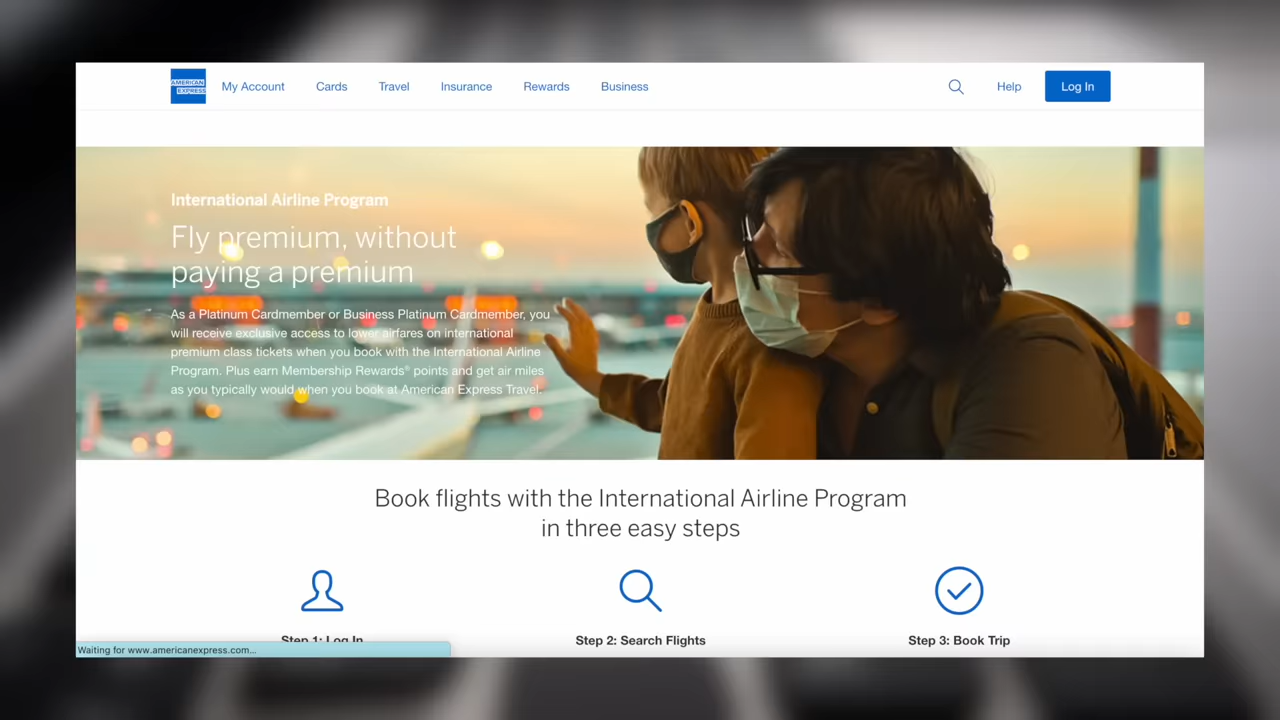 AMERICAN
EXPRESS
My Account
Cards
Travel
Insurance
Rewards
Business
Help
Log In
International Airline Program
Fly premium, without
paying a premium
As a Platinum Cardmember or Business Platinum Cardmember, you
will receive exclusive access to lower airfares on international
premium class tickets when you book with the International Airline
Program. Plus earn Membership Rewards® points and get air miles
as you typically would when you book at American Express Travel.
Book flights with the International Airline Program
in three easy steps
Step 1: Log In
Step 2: Search Flights
Step 3: Book Trip
Waiting for www.americanexpress.com...